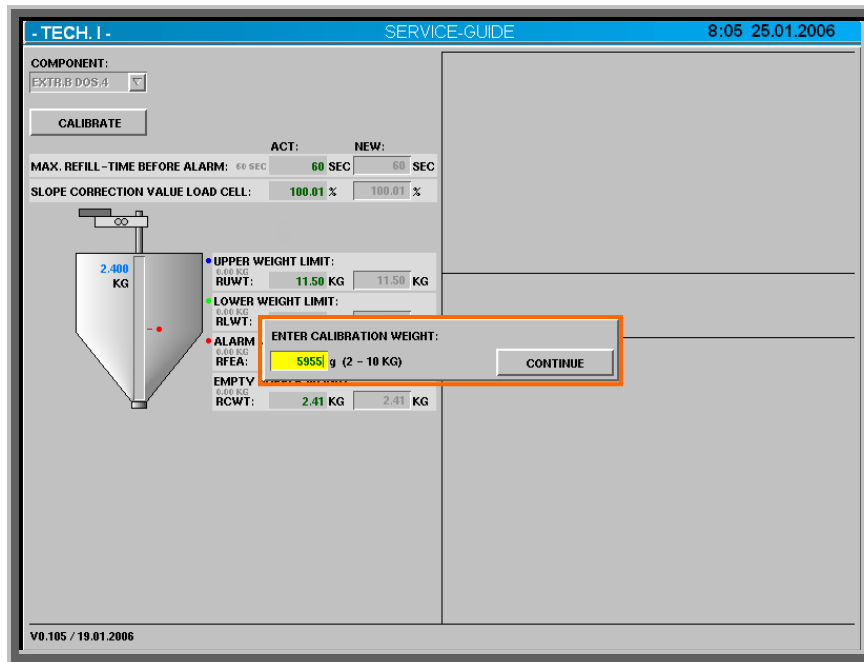 - TECH. I - SERVICE-GUIDE 8:05 25.01.2006
COMPONENT:
EXTR.B DOS.4
CALIBRATE
ACT: NEW:
MAX. REFILL-TIME BEFORE ALARM: 60 SEC 60 SEC 60 SEC
SLOPE CORRECTION VALUE LOAD CELL: 100.01 % 100.01 %
2.400
KG
UPPER WEIGHT LIMIT:
0.00 KG
RUWT: 11.50 KG 11.50 KG
LOWER WEIGHT LIMIT:
0.00 KG
RLWT:
ALARM
0.00 KG
RFEA:
ENTER CALIBRATION WEIGHT:
5955 g (2 - 10 KG) CONTINUE
EMPTY
0.00 KG
RCWT: 2.41 KG 2.41 KG
V0.105 / 19.01.2006